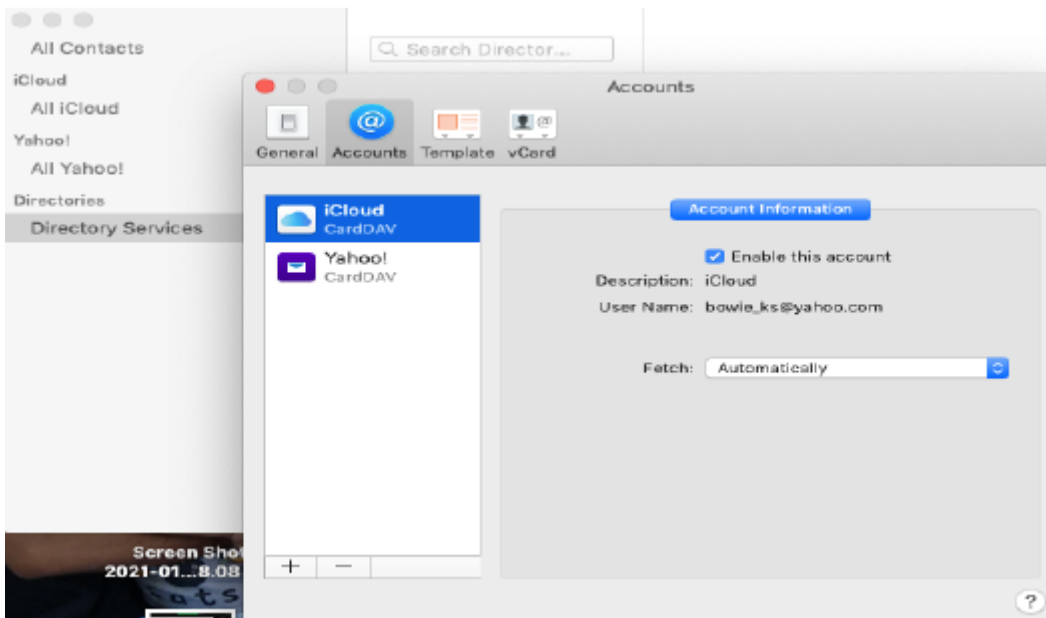 All Contacts
Search Director...
iCloud
All iCloud
Yahoo!
All Yahoo!
Directories
Directory Services
Accounts
General Accounts Template vCard
iCloud
CardDAV
Yahoo!
CardDAV
Account Information
Enable this account
Description: iCloud
User Name: bowie_ks@yahoo.com
Fetch: Automatically
+ −
?
Screen Sho
2021-01...8.08